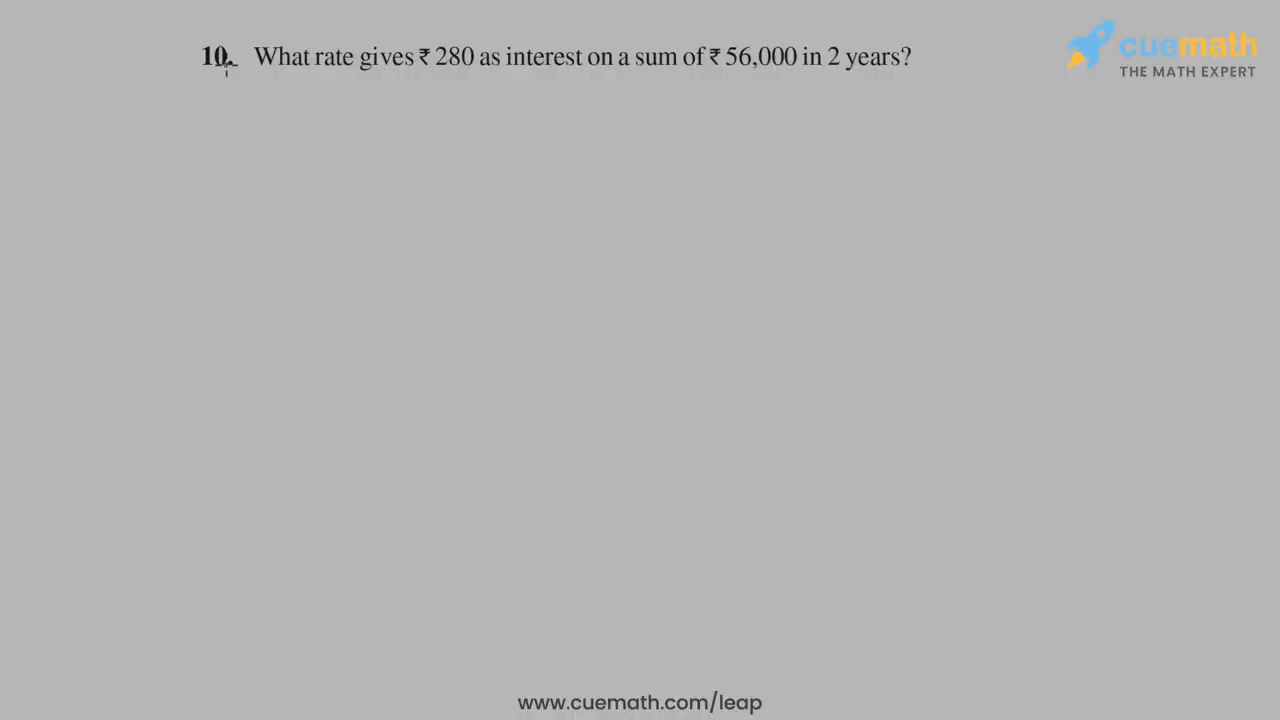 10. What rate gives ₹ 280 as interest on a sum of ₹ 56,000 in 2 years?
cuemath
THE MATH EXPERT
www.cuemath.com/leap